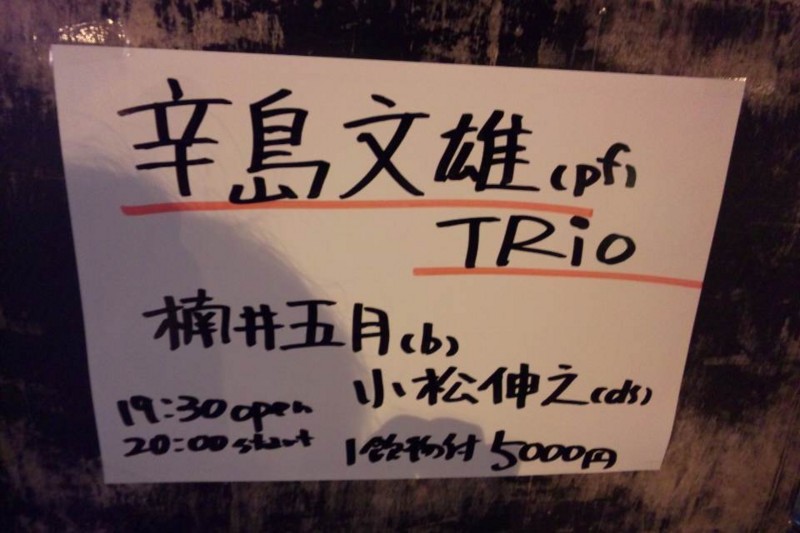 辛島文雄(pf)
TRio
楠井五月(b)
小松伸之(ds)
19:30 open
20:00 start
1飲物付 5000円